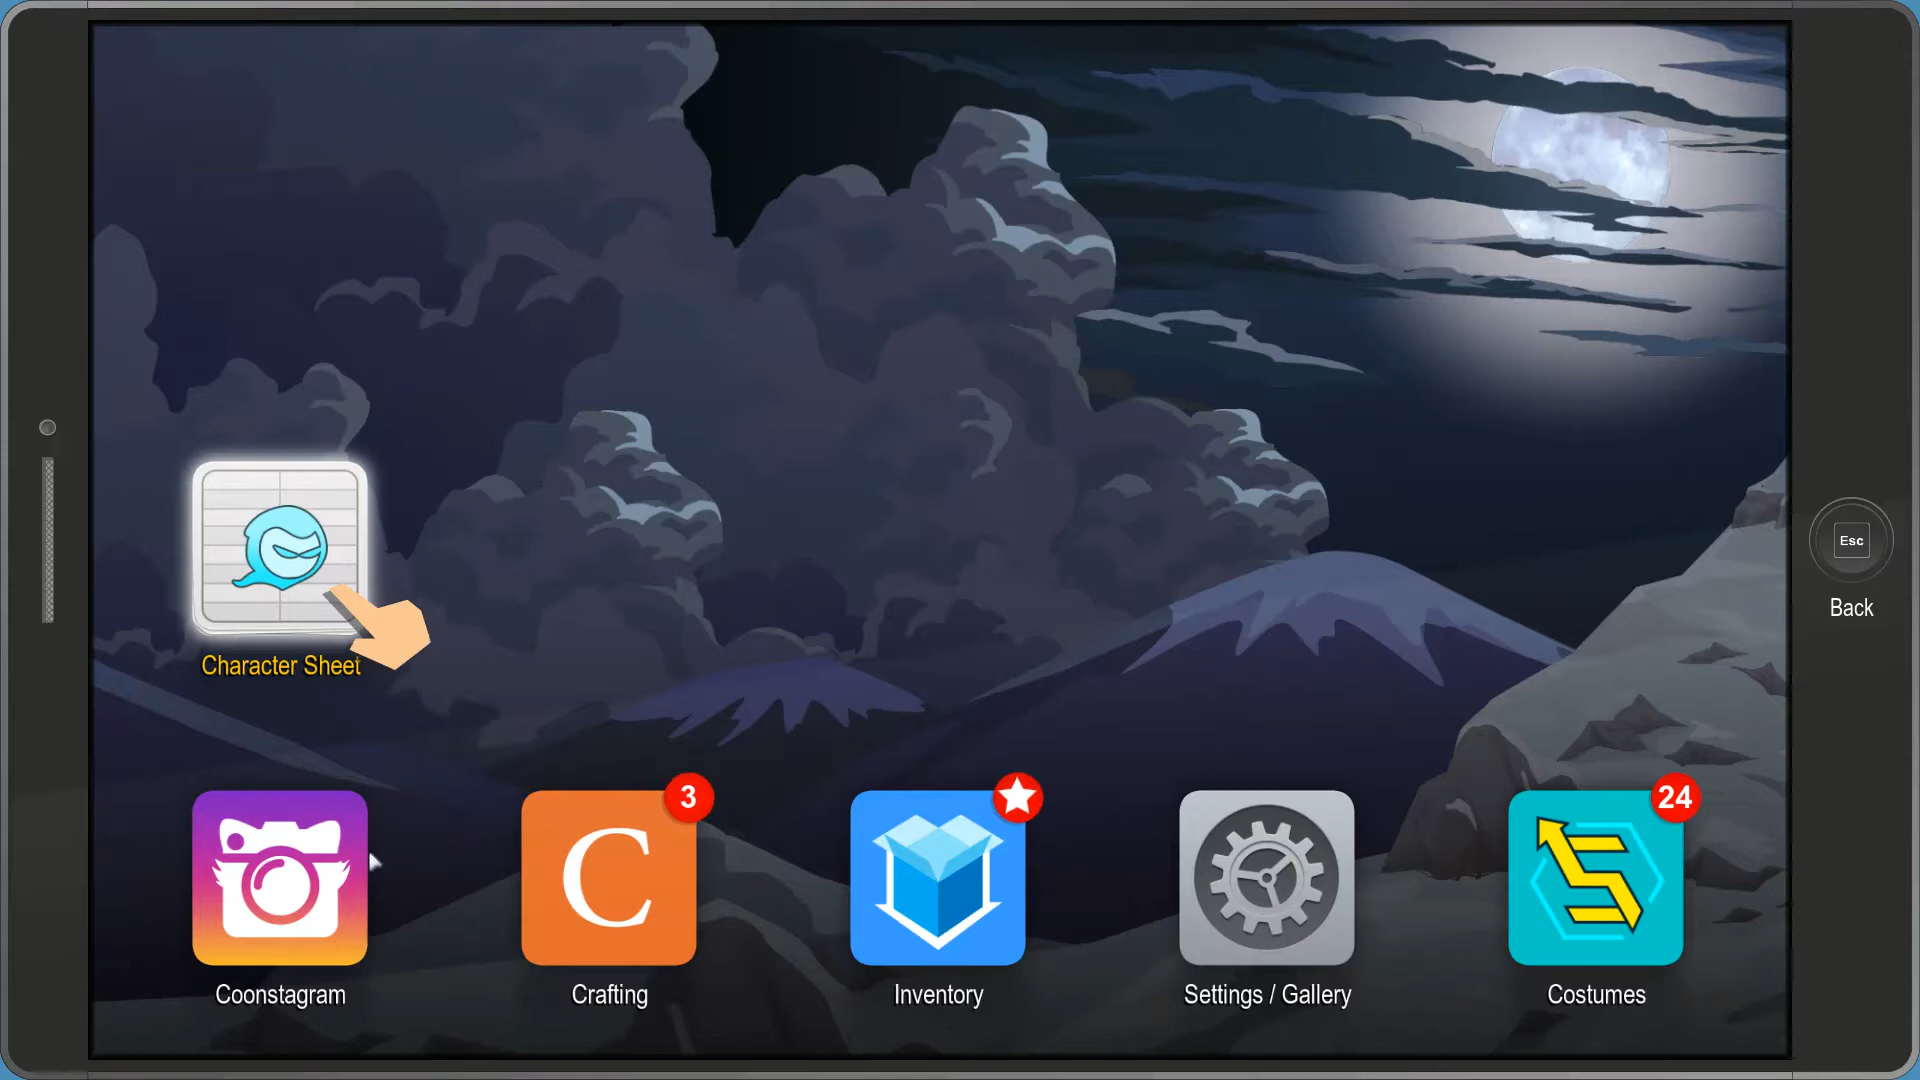 Esc
Back
Character Sheet
3
24
C
Coonstagram
Crafting
Inventory
Settings / Gallery
Costumes